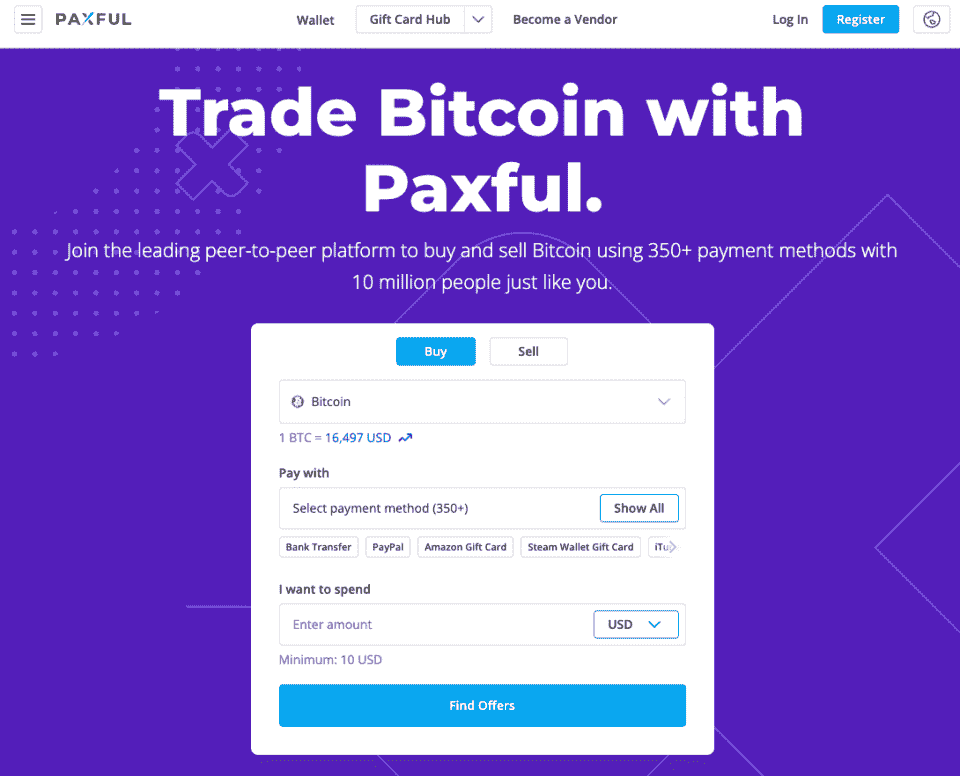 PAXFUL
Wallet
Gift Card Hub
Become a Vendor
Log In
Register
Trade Bitcoin with
Paxful.
Join the leading peer-to-peer platform to buy and sell Bitcoin using 350+ payment methods with
10 million people just like you.
Buy
Sell
Bitcoin
1 BTC = 16,497 USD
Pay with
Select payment method (350+)
Show All
Bank Transfer
PayPal
Amazon Gift Card
Steam Wallet Gift Card
I want to spend
Enter amount
USD
Minimum: 10 USD
Find Offers